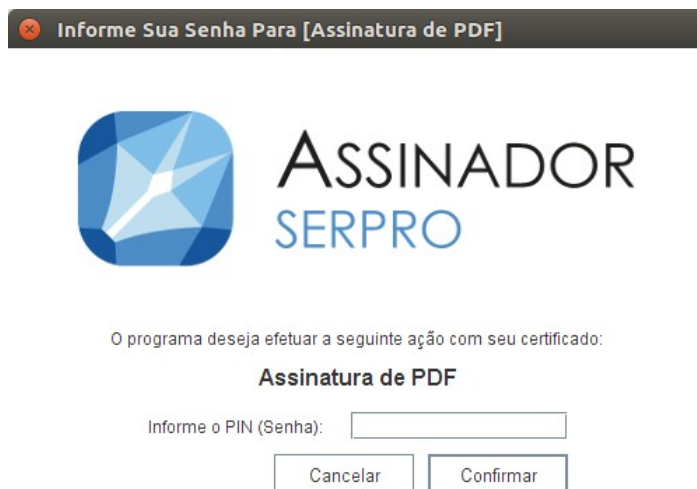 Informe Sua Senha Para [Assinatura de PDF]
ASSINADOR
SERPRO
O programa deseja efetuar a seguinte ação com seu certificado:
Assinatura de PDF
Informe o PIN (Senha):
Cancelar Confirmar